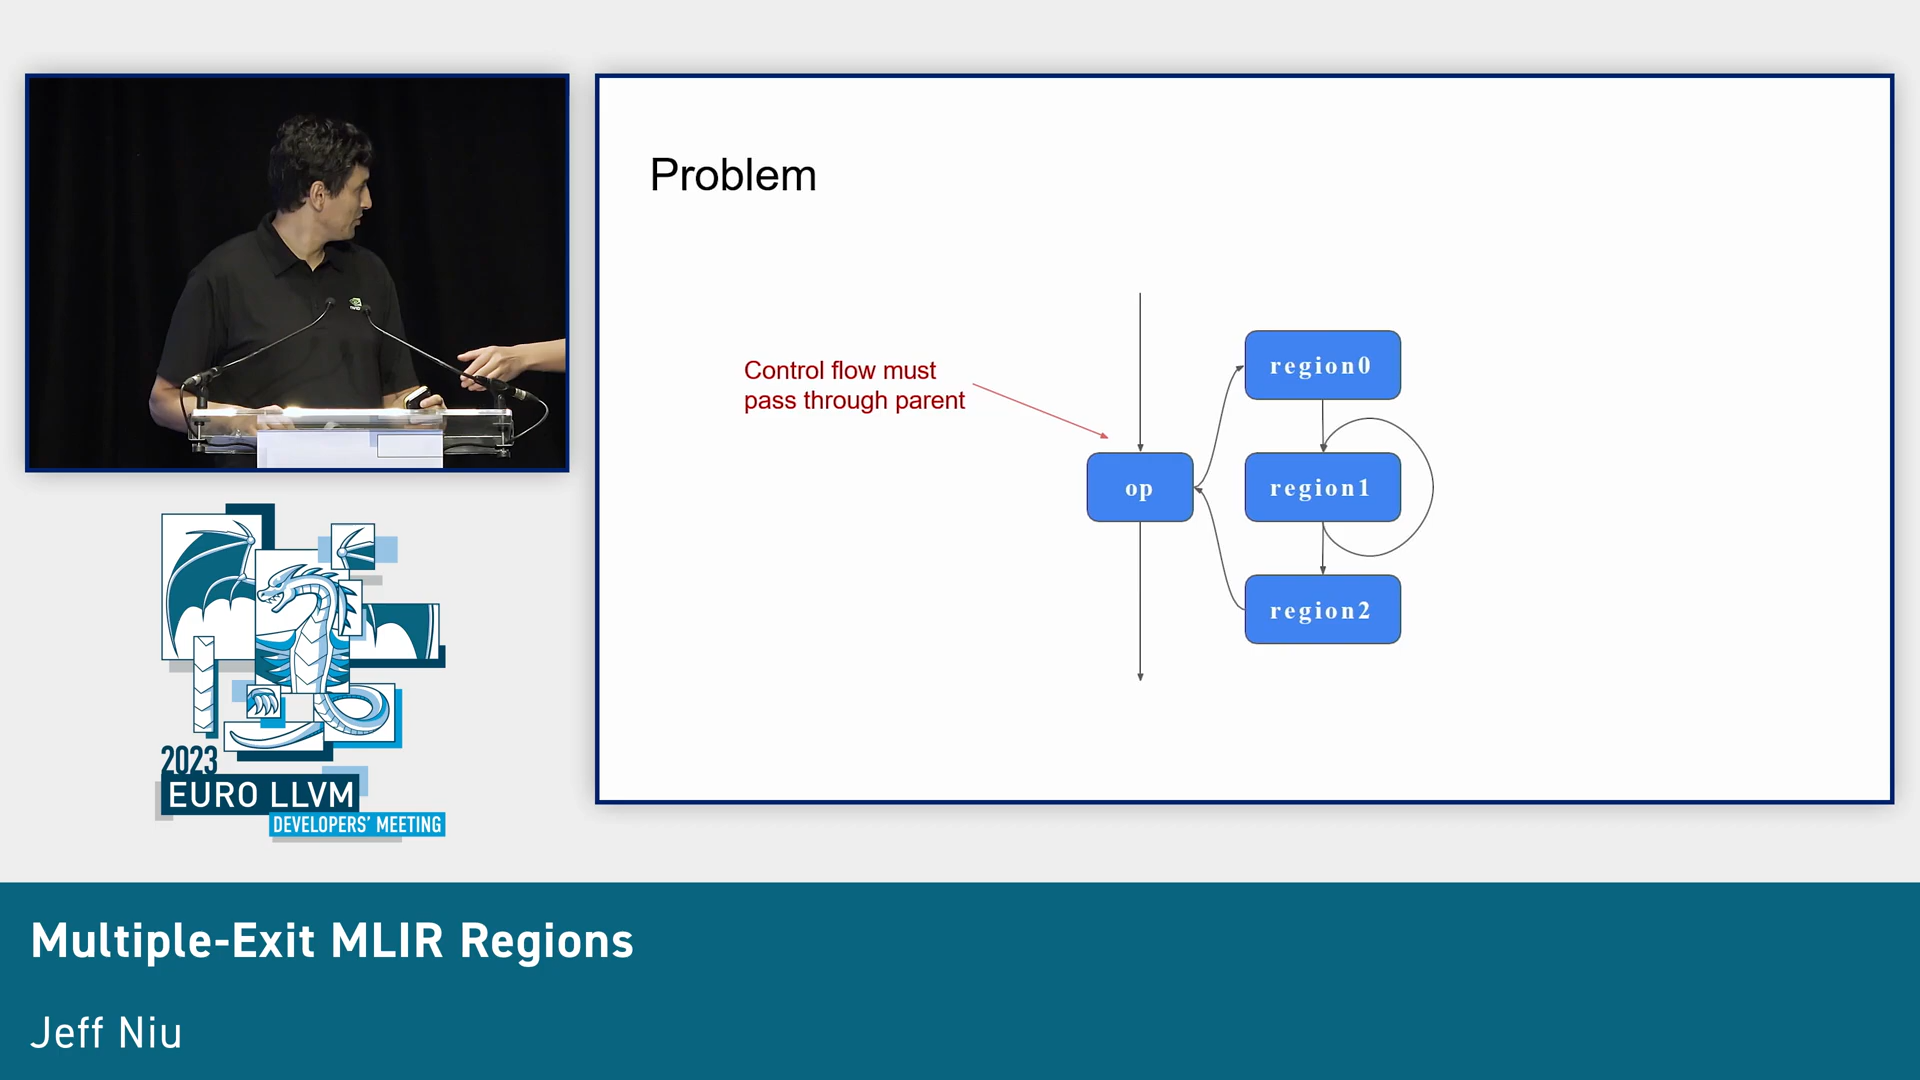 Problem
Control flow must
pass through parent
op
region0
region1
region2
2023
EURO LLVM
DEVELOPERS' MEETING
Multiple-Exit MLIR Regions
Jeff Niu